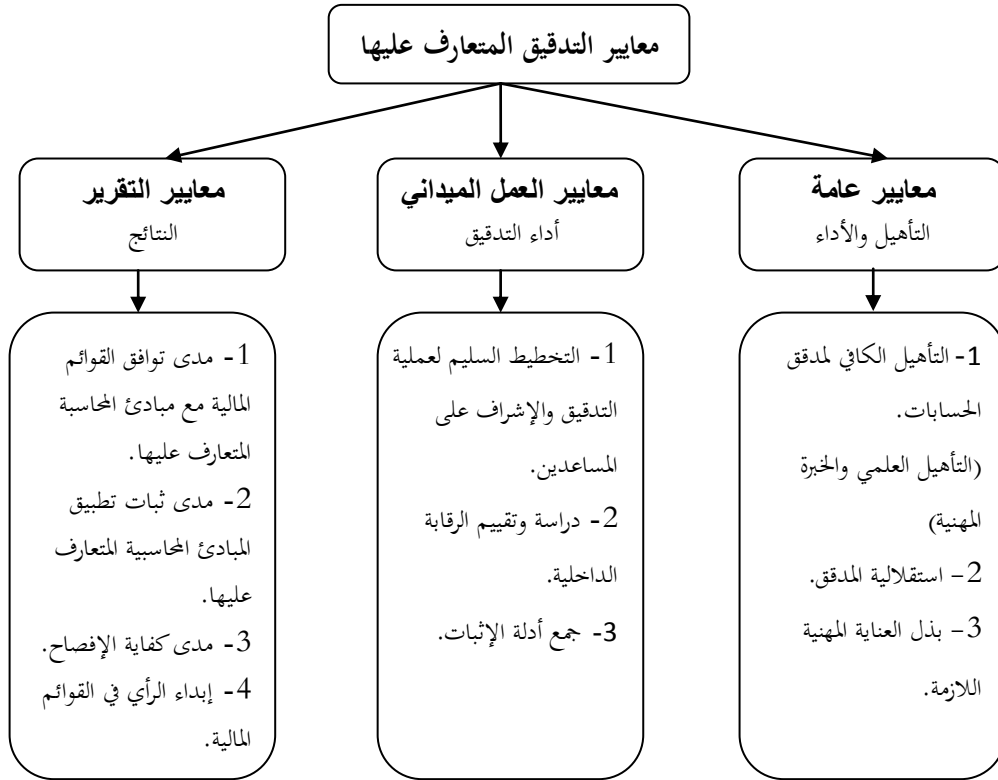 معايير التدقيق المتعارف عليها
معايير عامة
التأهيل والأداء
1- التأهيل الكافي لمدقق
الحسابات.
(التأهيل العلمي والخبرة
المهنية)
2- استقلالية المدقق.
3- بذل العناية المهنية
اللازمة.
معايير العمل الميداني
أداء التدقيق
1- التخطيط السليم لعملية
التدقيق والإشراف على
المساعدين.
2- دراسة وتقييم الرقابة
الداخلية.
3- جمع أدلة الإثبات.
معايير التقرير
النتائج
1- مدى توافق القوائم
المالية مع مبادئ المحاسبة
المتعارف عليها.
2- مدى ثبات تطبيق
المبادئ المحاسبية المتعارف
عليها.
3- مدى كفاية الإفصاح.
4- إبداء الرأي في القوائم
المالية.